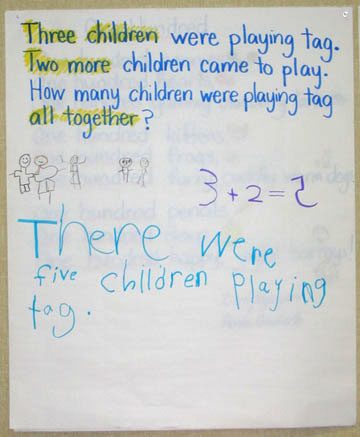 Three children were playing tag.
Two more children came to play.
How many children were playing tag
all together?
3 + 2 = 5
There were
five children playing
tag.